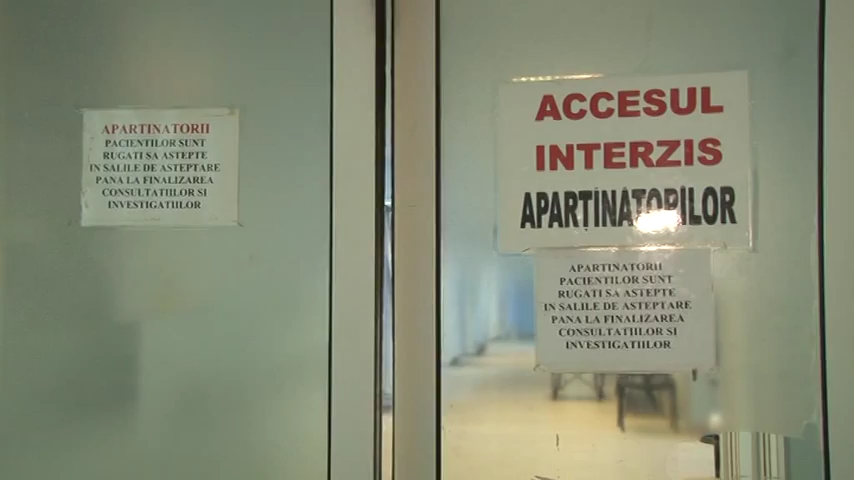 APARTINATORII
PACIENTILOR SUNT
RUGATI SA ASTEPTE
IN SALILE DE ASTEPTARE
PANA LA FINALIZAREA
CONSULTATIILOR SI
INVESTIGATIILOR
ACCESUL
INTERZIS
APARTINATORILOR
APARTINATORII
PACIENTILOR SUNT
RUGATI SA ASTEPTE
IN SALILE DE ASTEPTARE
PANA LA FINALIZAREA
CONSULTATIILOR SI
INVESTIGATIILOR